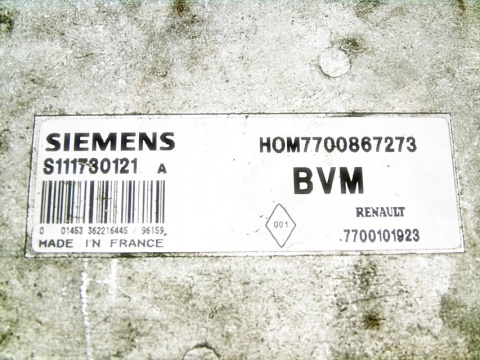 SIEMENS
S111730121 A
0 01453 362216445 / 96159
MADE IN FRANCE
HOM7700867273
BVM
001
RENAULT
7700101923